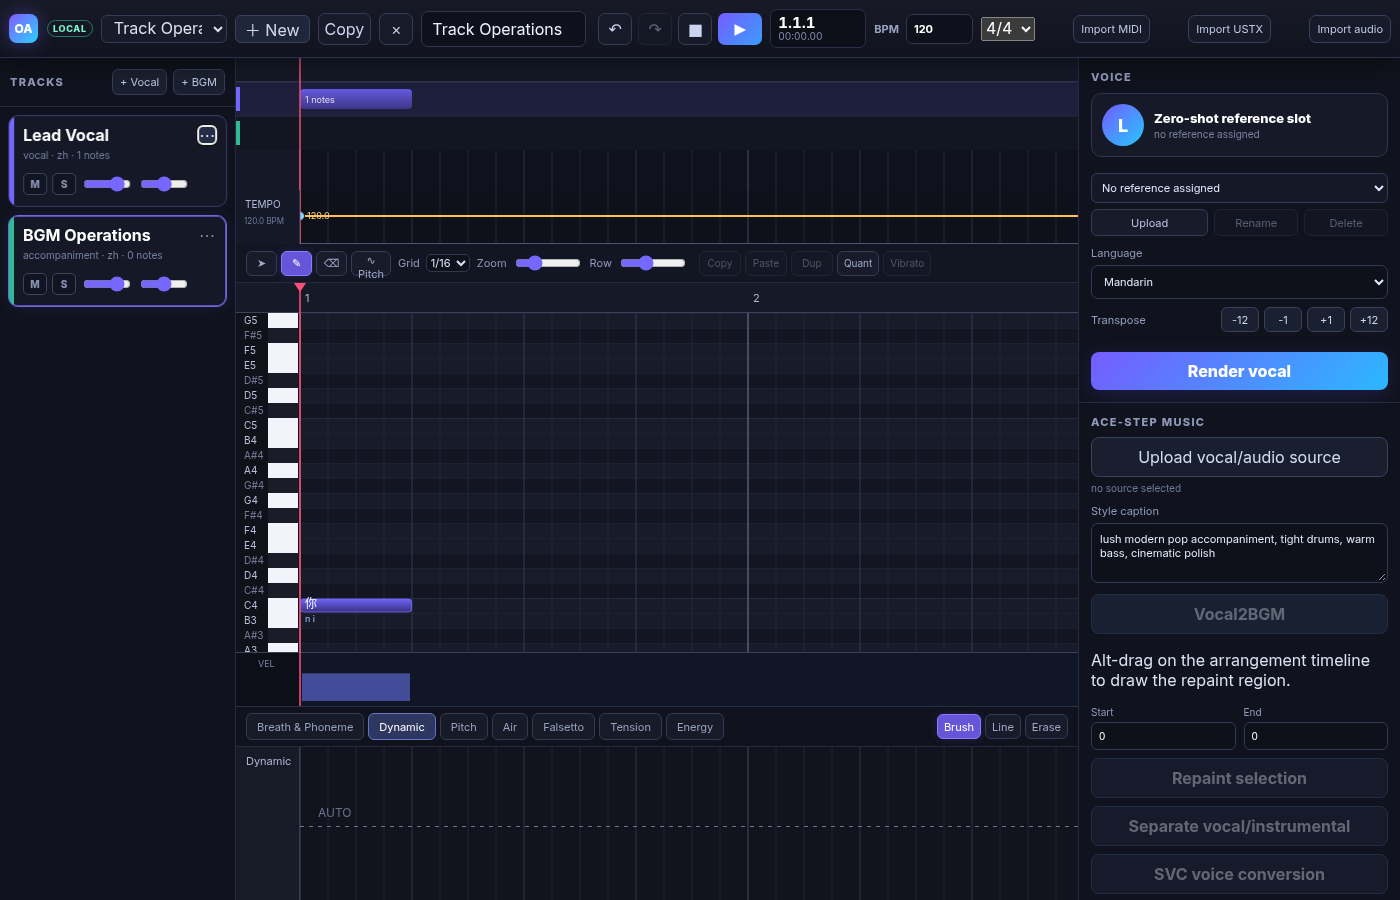 OA
LOCAL
Track Opera
+ New
Copy
×
Track Operations
1.1.1
00:00.00
BPM
120
4/4
Import MIDI
Import USTX
Import audio
TRACKS
+ Vocal
+ BGM
Lead Vocal
vocal · zh · 1 notes
M
S
BGM Operations
accompaniment · zh · 0 notes
M
S
1 notes
TEMPO
120.0 BPM
120.0
Pitch
Grid
1/16
Zoom
Row
Copy
Paste
Dup
Quant
Vibrato
1
2
G5
F#5
F5
E5
D#5
D5
C#5
C5
B4
A#4
A4
G#4
G4
F#4
F4
E4
D#4
D4
C#4
C4
B3
A#3
A3
你
n i
VEL
Breath & Phoneme
Dynamic
Pitch
Air
Falsetto
Tension
Energy
Brush
Line
Erase
Dynamic
AUTO
VOICE
L
Zero-shot reference slot
no reference assigned
No reference assigned
Upload
Rename
Delete
Language
Mandarin
Transpose
-12
-1
+1
+12
Render vocal
ACE-STEP MUSIC
Upload vocal/audio source
no source selected
Style caption
lush modern pop accompaniment, tight drums, warm
bass, cinematic polish
Vocal2BGM
Alt-drag on the arrangement timeline
to draw the repaint region.
Start
End
0
0
Repaint selection
Separate vocal/instrumental
SVC voice conversion